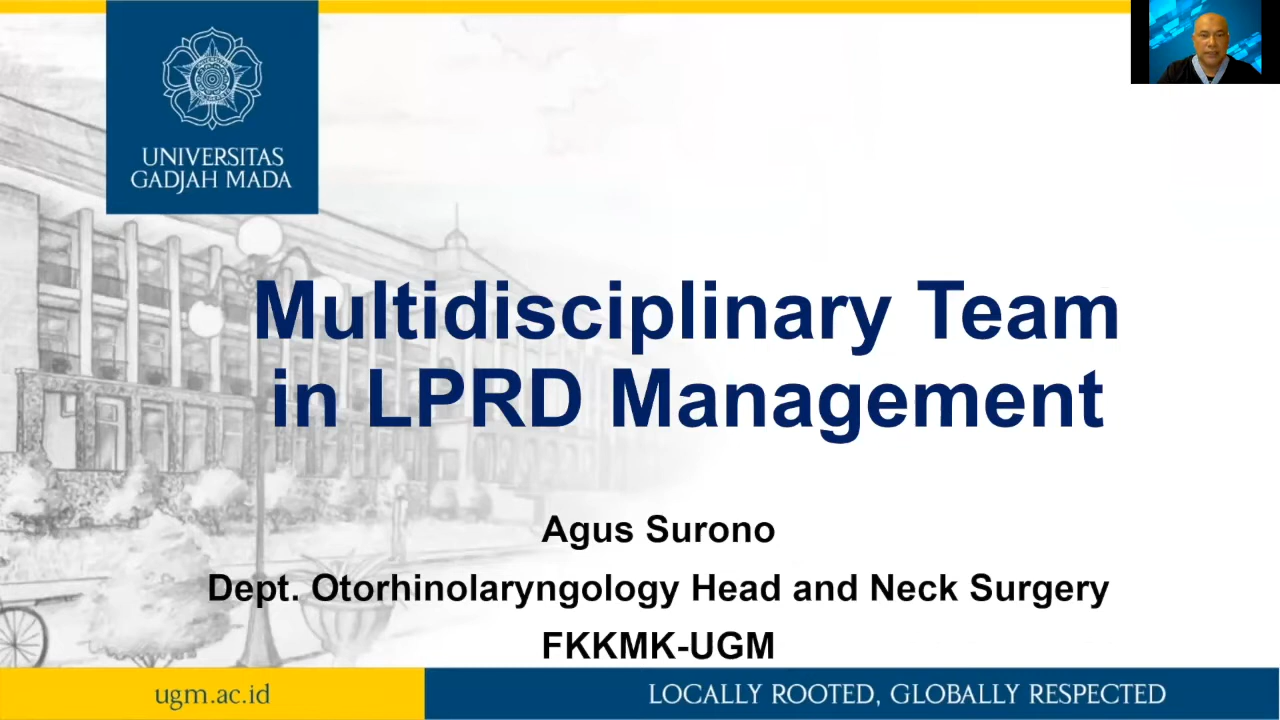 UNIVERSITAS
GADJAH MADA
Multidisciplinary Team
in LPRD Management
Agus Surono
Dept. Otorhinolaryngology Head and Neck Surgery
FKKMK-UGM
ugm.ac.id
LOCALLY ROOTED, GLOBALLY RESPECTED